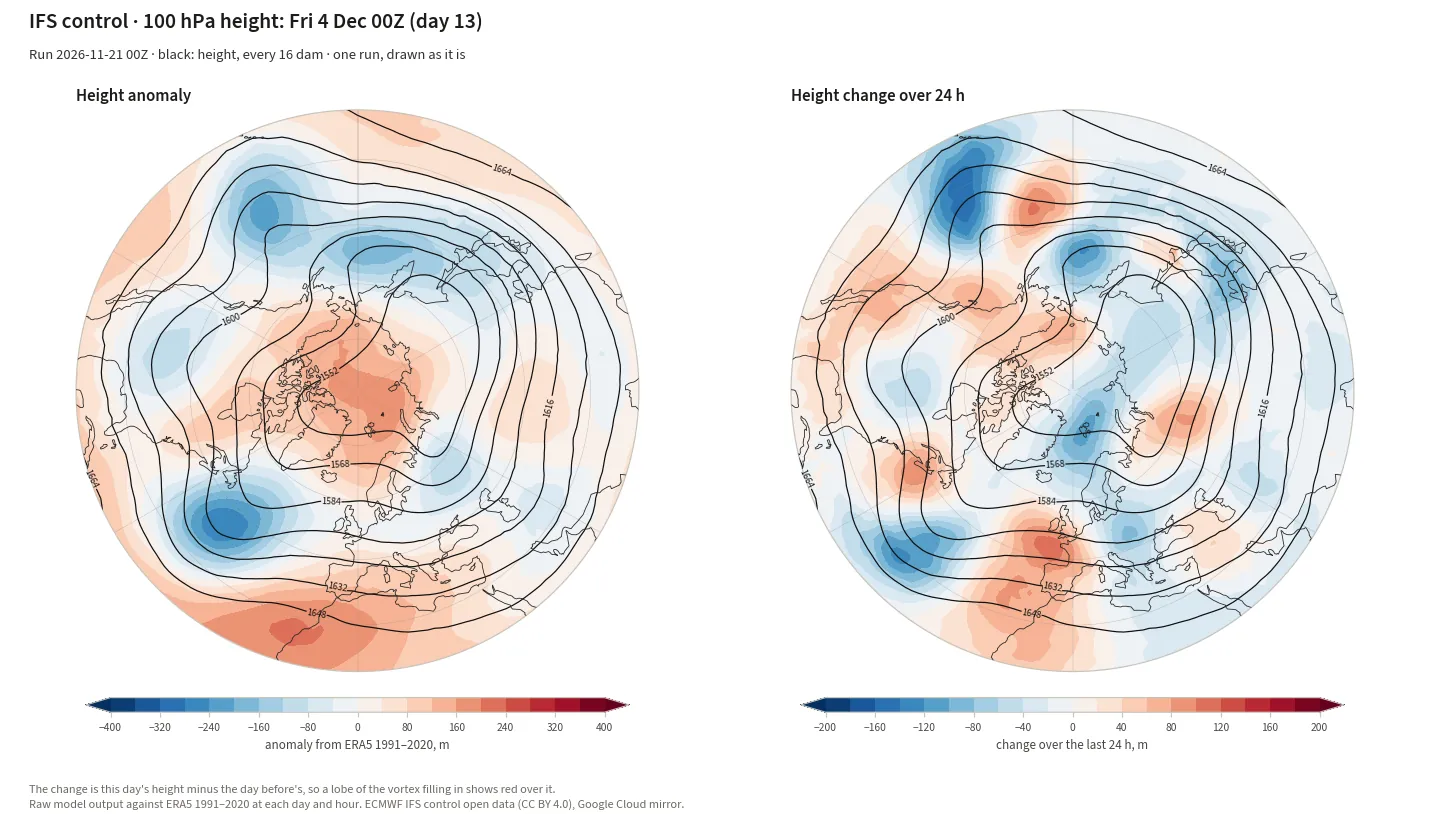 IFS control · 100 hPa height: Fri 4 Dec 00Z (day 13)
Run 2026-11-21 00Z · black: height, every 16 dam · one run, drawn as it is
Height anomaly
Height change over 24 h
1664
1600
1552
1616
1568
1584
1664
1632
1648
1664
1600
1552
1616
1568
1584
1664
1632
1648
−400 −320 −240 −160 −80 0 80 160 240 320 400
anomaly from ERA5 1991–2020, m
−200 −160 −120 −80 −40 0 40 80 120 160 200
change over the last 24 h, m
The change is this day's height minus the day before's, so a lobe of the vortex filling in shows red over it.
Raw model output against ERA5 1991–2020 at each day and hour. ECMWF IFS control open data (CC BY 4.0), Google Cloud mirror.